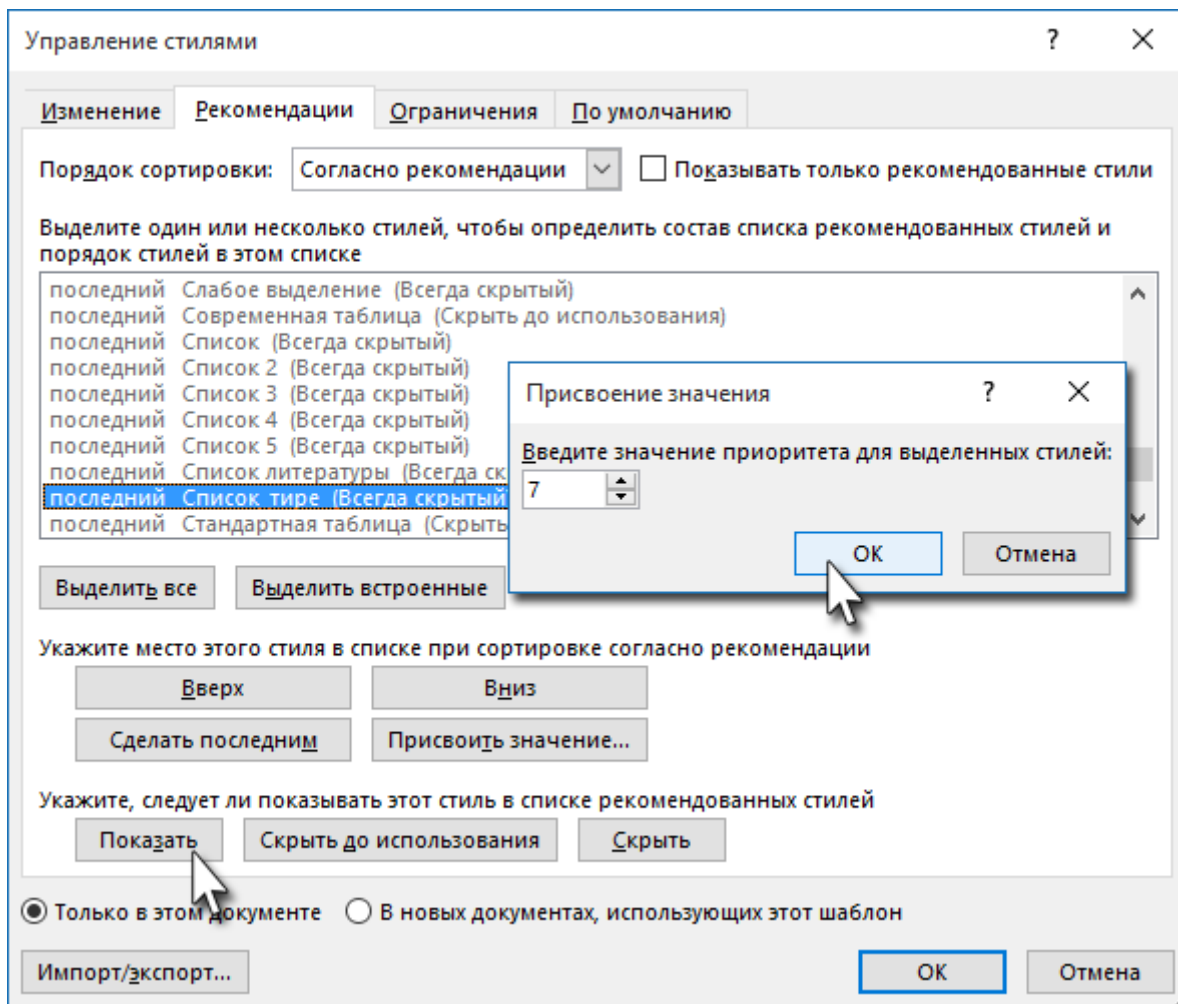 Управление стилями ?
Изменение Рекомендации Ограничения По умолчанию
Порядок сортировки: Согласно рекомендации Показывать только рекомендованные стили
Выделите один или несколько стилей, чтобы определить состав списка рекомендованных стилей и
порядок стилей в этом списке
последний Слабое выделение (Всегда скрытый)
последний Современная таблица (Скрыть до использования)
последний Список (Всегда скрытый)
последний Список 2 (Всегда скрытый)
последний Список 3 (Всегда скрытый)
последний Список 4 (Всегда скрытый)
последний Список 5 (Всегда скрытый)
последний Список литературы (Всегда ск
последний Список тире (Всегда скрытый
последний Стандартная таблица (Скрыть
Присвоение значения ?
Введите значение приоритета для выделенных стилей:
7
ОК Отмена
Выделить все Выделить встроенные
Укажите место этого стиля в списке при сортировке согласно рекомендации
Вверх Вниз
Сделать последним Присвоить значение...
Укажите, следует ли показывать этот стиль в списке рекомендованных стилей
Показать Скрыть до использования Скрыть
Только в этом документе В новых документах, использующих этот шаблон
Импорт/экспорт... ОК Отмена